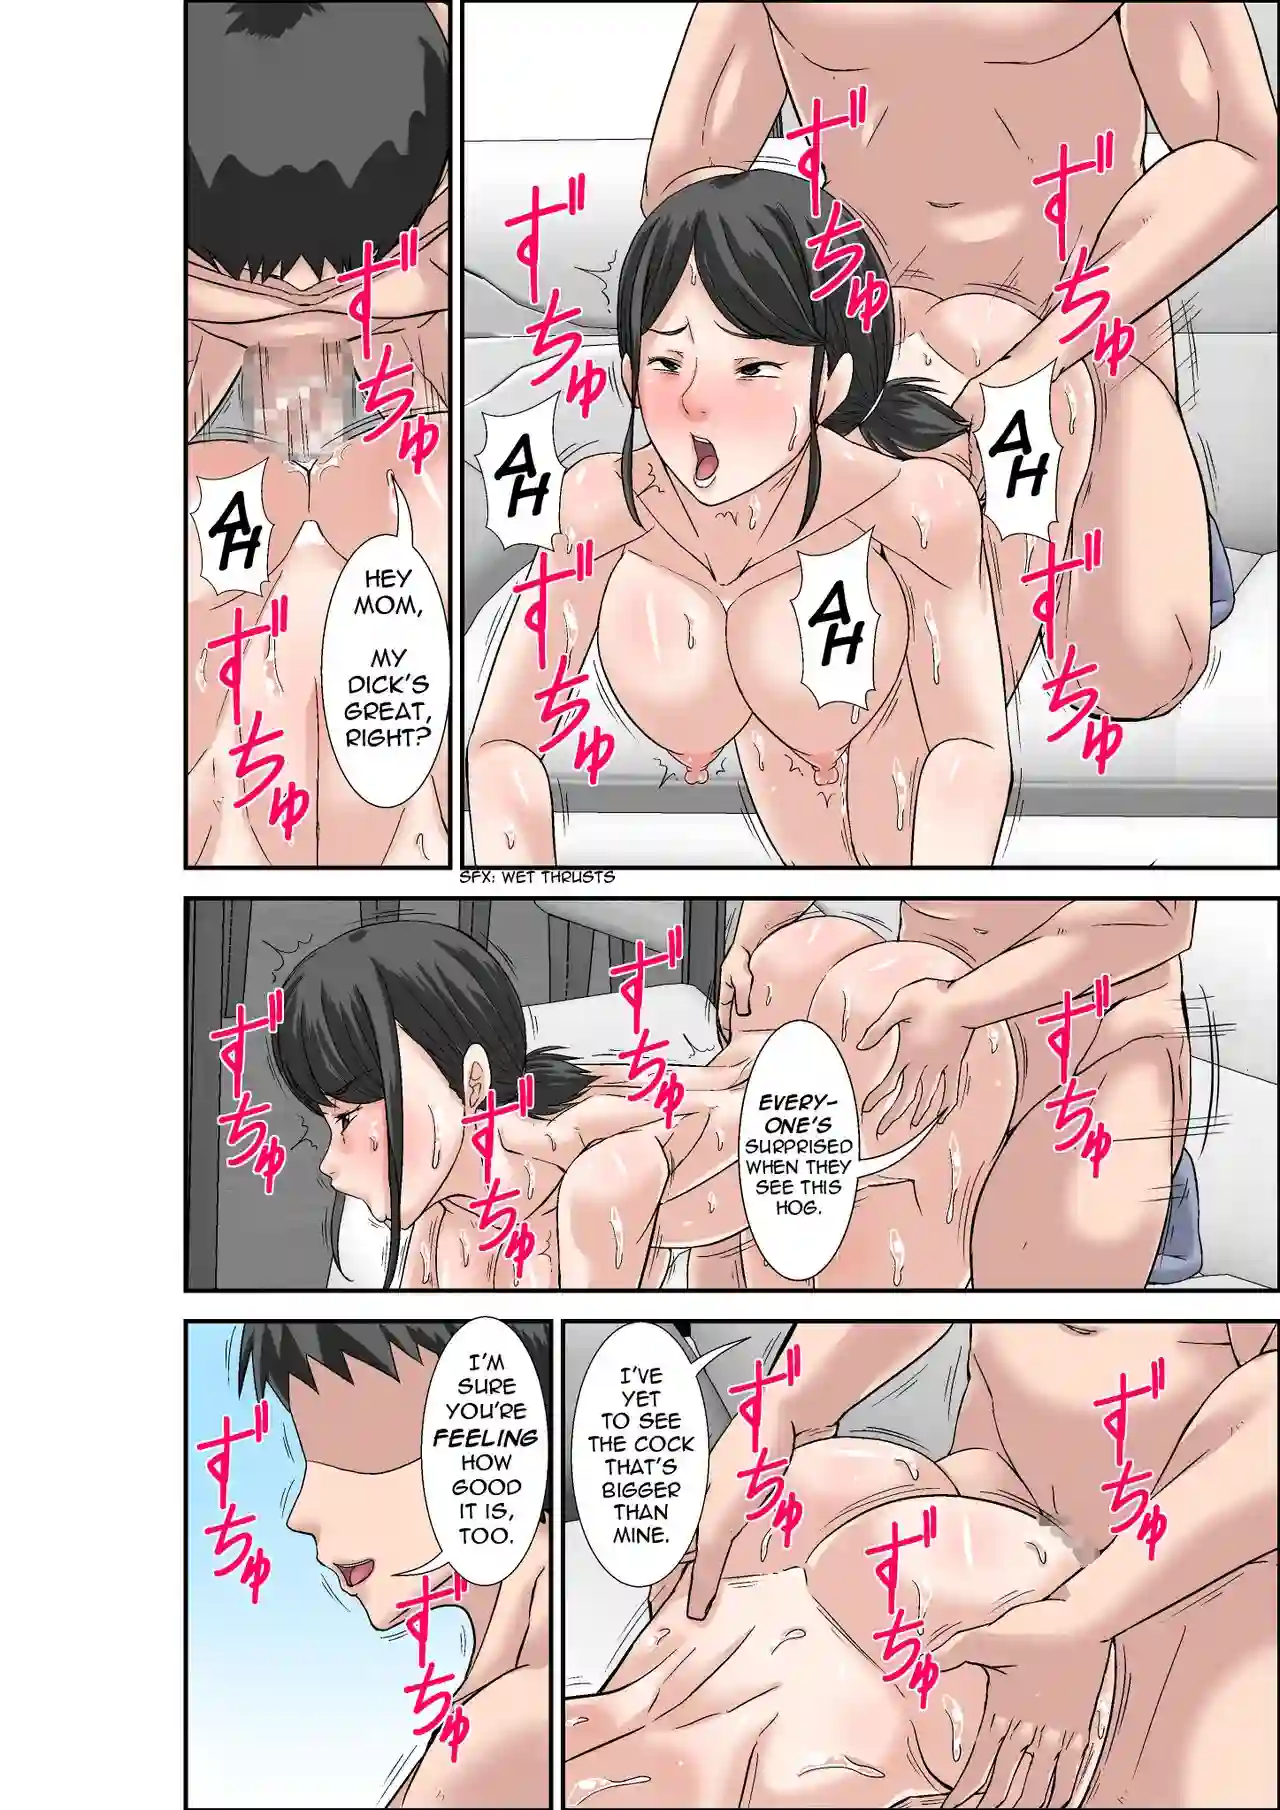 ずちゅ
ずちゅ
ずちゅ
AH
AH
AH
ずちゅ
ずちゅ
SFX: WET THRUSTS
ずちゅ
AH
HEY
MOM,
MY
DICK'S
GREAT,
RIGHT?
ずちゅ
ずちゅ
ずちゅ
EVERY-
ONE'S
SURPRISED
WHEN THEY
SEE THIS
HOG.
ずちゅ
ずちゅ
I'VE
YET
TO SEE
THE COCK
THAT'S
BIGGER
THAN
MINE.
ずちゅ
ずちゅ
ずちゅ
I'M
SURE
YOU'RE
FEELING
HOW
GOOD
IT IS,
TOO.
ずちゅ
ずちゅ